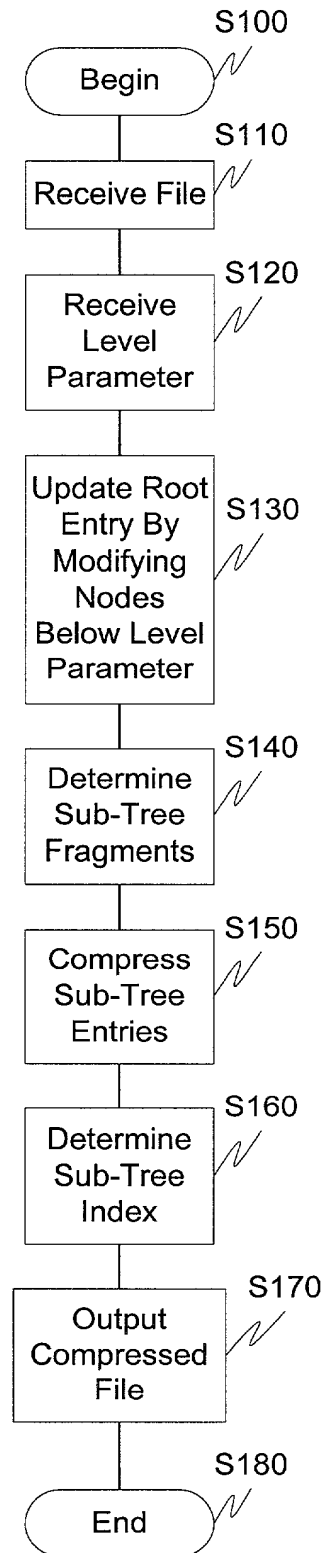 S100
Begin
S110
Receive File
S120
Receive
Level
Parameter
Update Root
Entry By
S130
Modifying
Nodes
Below Level
Parameter
S140
Determine
Sub-Tree
Fragments
S150
Compress
Sub-Tree
Entries
S160
Determine
Sub-Tree
Index
S170
Output
Compressed
File
S180
End